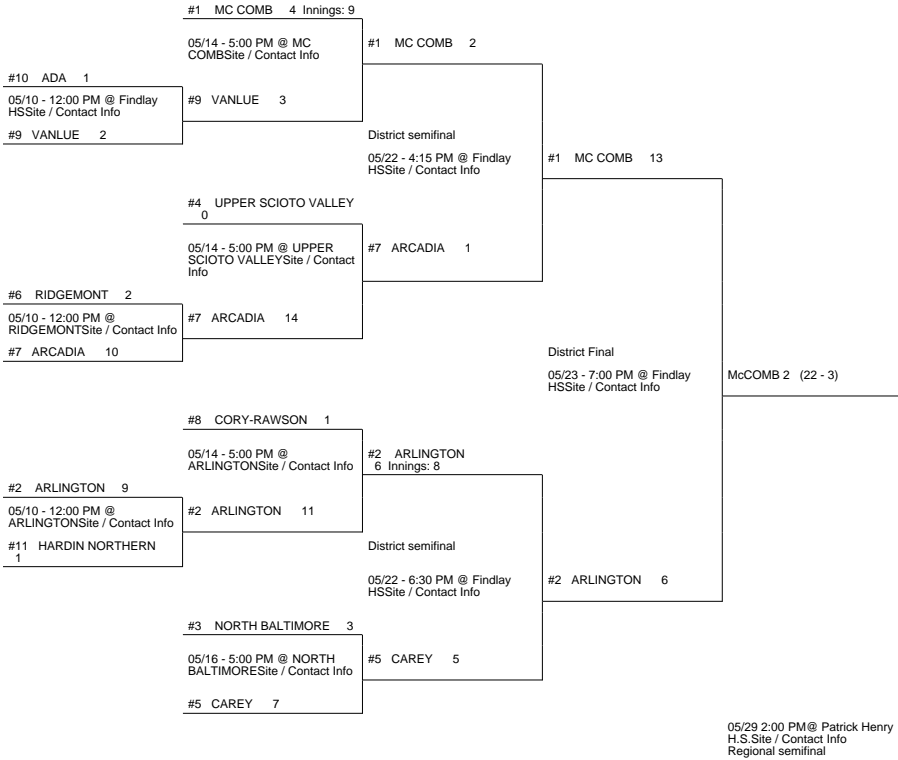 #1 MC COMB 4 Innings: 9
05/14 - 5:00 PM @ MC
COMBSite / Contact Info
#1 MC COMB 2
#10 ADA 1
05/10 - 12:00 PM @ Findlay
HSSite / Contact Info
#9 VANLUE 3
#9 VANLUE 2
District semifinal
05/22 - 4:15 PM @ Findlay
HSSite / Contact Info
#1 MC COMB 13
#4 UPPER SCIOTO VALLEY
0
05/14 - 5:00 PM @ UPPER
SCIOTO VALLEYSite / Contact
Info
#7 ARCADIA 1
#6 RIDGEMONT 2
05/10 - 12:00 PM @
RIDGEMONTSite / Contact Info
#7 ARCADIA 14
#7 ARCADIA 10
District Final
05/23 - 7:00 PM @ Findlay
HSSite / Contact Info
McCOMB 2 (22 - 3)
#8 CORY-RAWSON 1
05/14 - 5:00 PM @
ARLINGTONSite / Contact Info
#2 ARLINGTON
6 Innings: 8
#2 ARLINGTON 9
05/10 - 12:00 PM @
ARLINGTONSite / Contact Info
#2 ARLINGTON 11
#11 HARDIN NORTHERN
1
District semifinal
05/22 - 6:30 PM @ Findlay
HSSite / Contact Info
#2 ARLINGTON 6
#3 NORTH BALTIMORE 3
05/16 - 5:00 PM @ NORTH
BALTIMORESite / Contact Info
#5 CAREY 5
#5 CAREY 7
05/29 2:00 PM@ Patrick Henry
H.S.Site / Contact Info
Regional semifinal